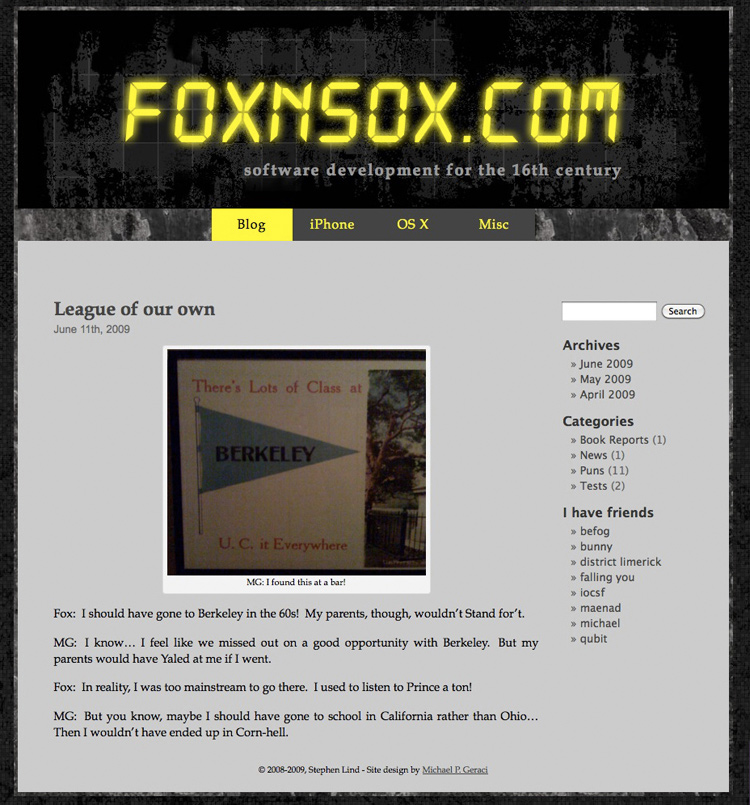 FOXNSOX.COM
software development for the 16th century
Blog iPhone OS X Misc
League of our own
June 11th, 2009
There's Lots of Class at
BERKELEY
U. C. it Everywhere
MG: I found this at a bar!
Fox: I should have gone to Berkeley in the 60s! My parents, though, wouldn't Stand for't.
MG: I know… I feel like we missed out on a good opportunity with Berkeley. But my
parents would have Yaled at me if I went.
Fox: In reality, I was too mainstream to go there. I used to listen to Prince a ton!
MG: But you know, maybe I should have gone to school in California rather than Ohio…
Then I wouldn't have ended up in Corn-hell.
Search
Archives
» June 2009
» May 2009
» April 2009
Categories
» Book Reports (1)
» News (1)
» Puns (11)
» Tests (2)
I have friends
» befog
» bunny
» district limerick
» falling you
» iocsf
» maenad
» michael
» qubit
© 2008-2009, Stephen Lind - Site design by Michael P. Geraci